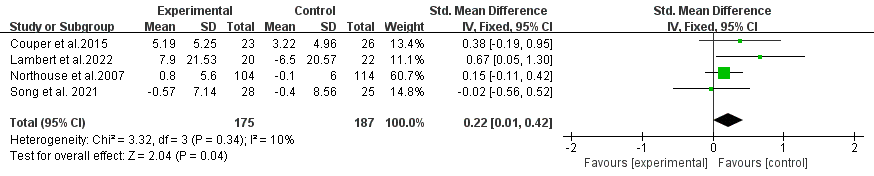 Experimental Control Std. Mean Difference Std. Mean Difference
Study or Subgroup Mean SD Total Mean SD Total Weight IV, Fixed, 95% CI IV, Fixed, 95% CI
Couper et al.2015 5.19 5.25 23 3.22 4.96 26 13.4% 0.38 [-0.19, 0.95]
Lambert et al.2022 7.9 21.53 20 -6.5 20.57 22 11.1% 0.67 [0.05, 1.30]
Northouse et al.2007 0.8 5.6 104 -0.1 6 114 60.7% 0.15 [-0.11, 0.42]
Song et al. 2021 -0.57 7.14 28 -0.4 8.56 25 14.8% -0.02 [-0.56, 0.52]
Total (95% CI) 175 187 100.0% 0.22 [0.01, 0.42]
Heterogeneity: Chi² = 3.32, df = 3 (P = 0.34); I² = 10%
Test for overall effect: Z = 2.04 (P = 0.04)
-2 -1 0 1 2
Favours [experimental] Favours [control]